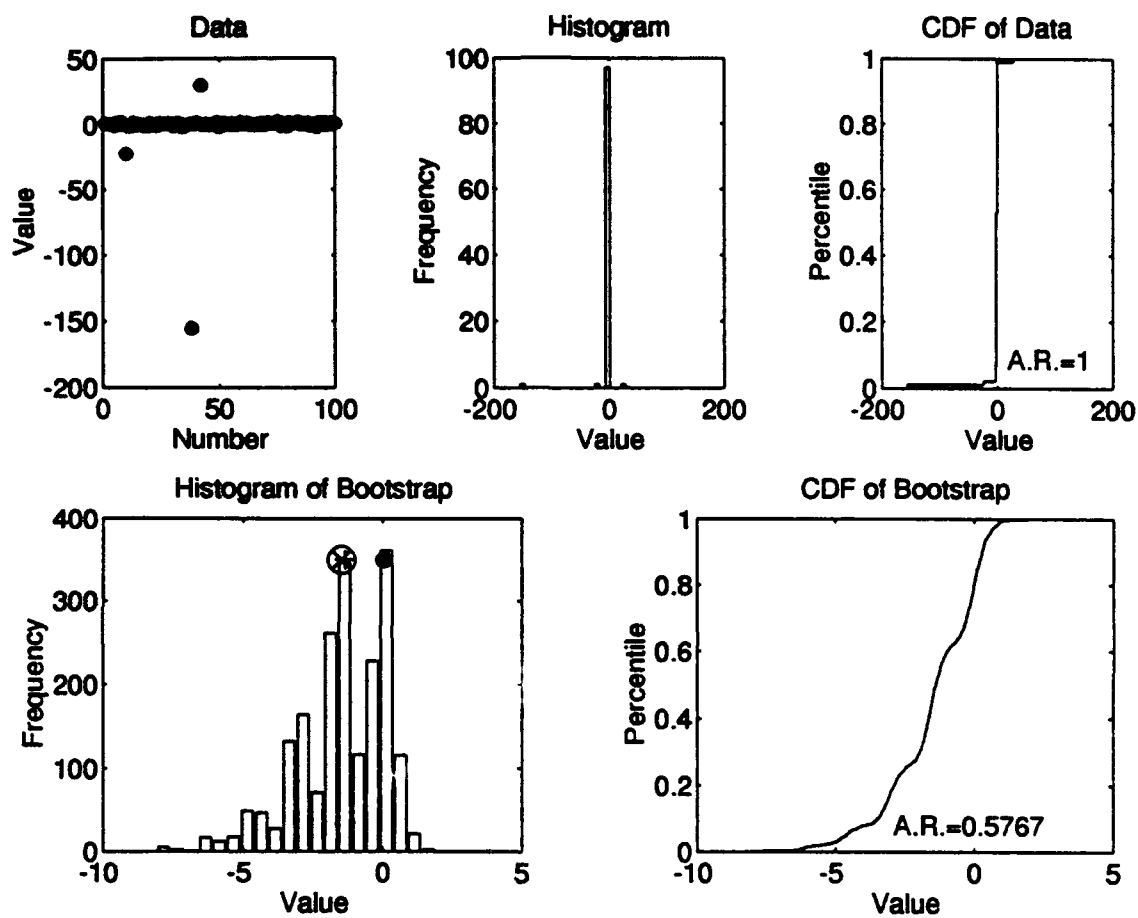 Data
50
0
-50
-100
-150
-200
Value
0
50
100
Number
Histogram
100
80
60
40
20
0
Frequency
-200
0
200
Value
CDF of Data
1
0.8
0.6
0.4
0.2
0
Percentile
A.R.=1
-200
0
200
Value
Histogram of Bootstrap
400
300
200
100
0
Frequency
-10
-5
0
5
Value
CDF of Bootstrap
1
0.8
0.6
0.4
0.2
0
Percentile
A.R.=0.5767
-10
-5
0
5
Value